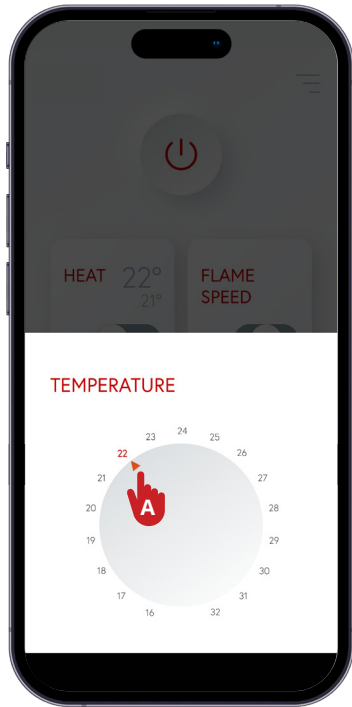 HEAT 22°
21°
FLAME
SPEED
TEMPERATURE
24
23 25
22 26
21 27
20 28
19 29
18 30
17 31
16 32
A